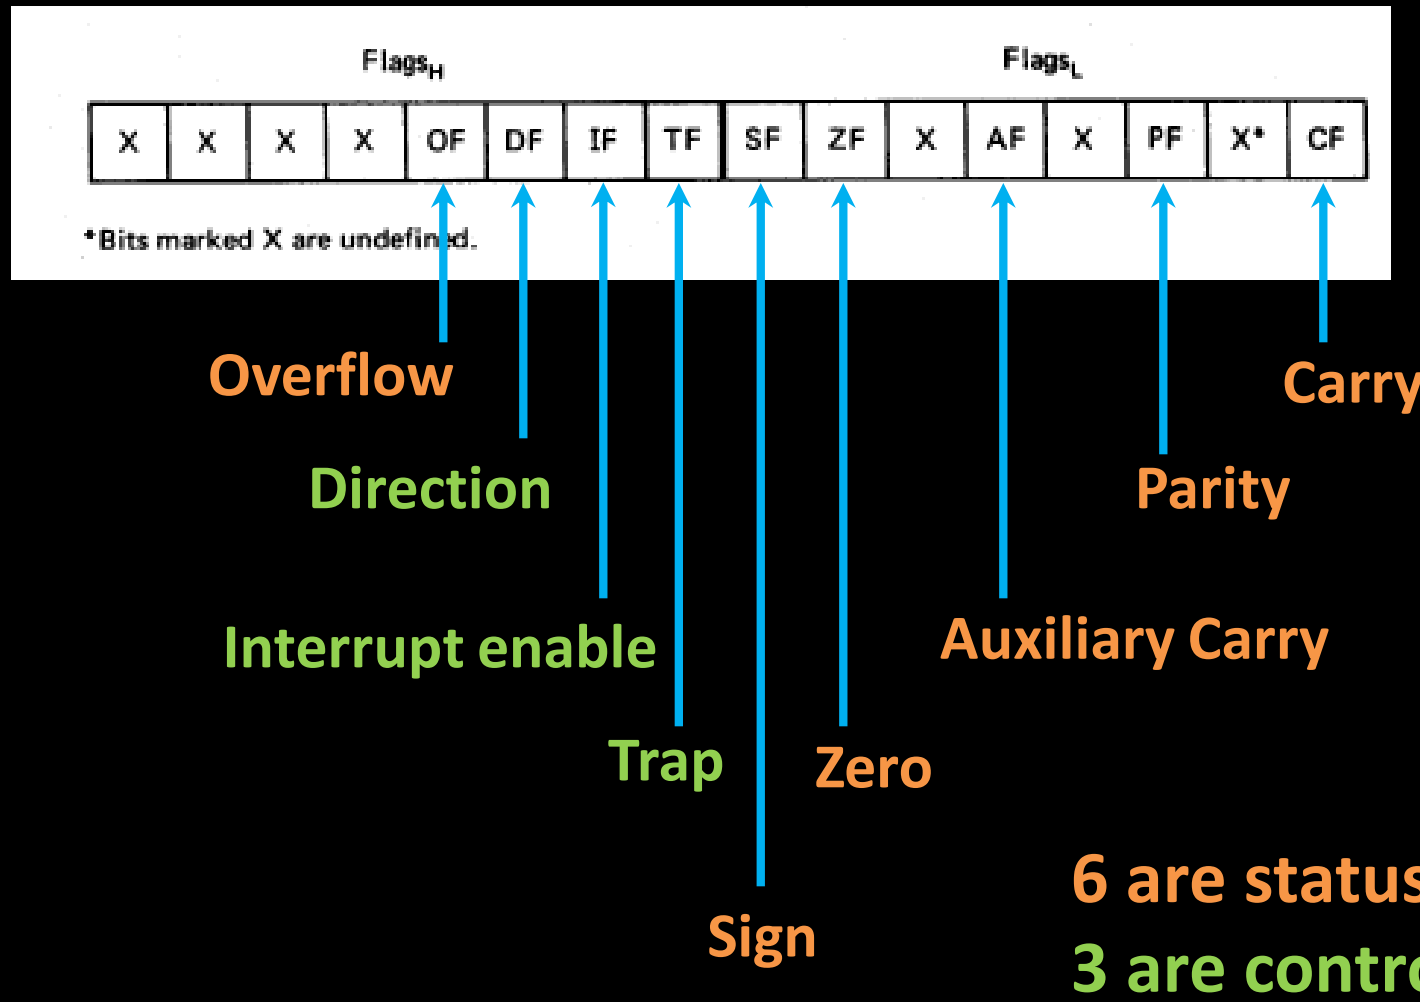 FlagsH FlagsL
X X X X OF DF IF TF SF ZF X AF X PF X* CF
*Bits marked X are undefined.
Overflow Carry
Direction Parity
Interrupt enable Auxiliary Carry
Trap Zero
6 are status
Sign
3 are contro